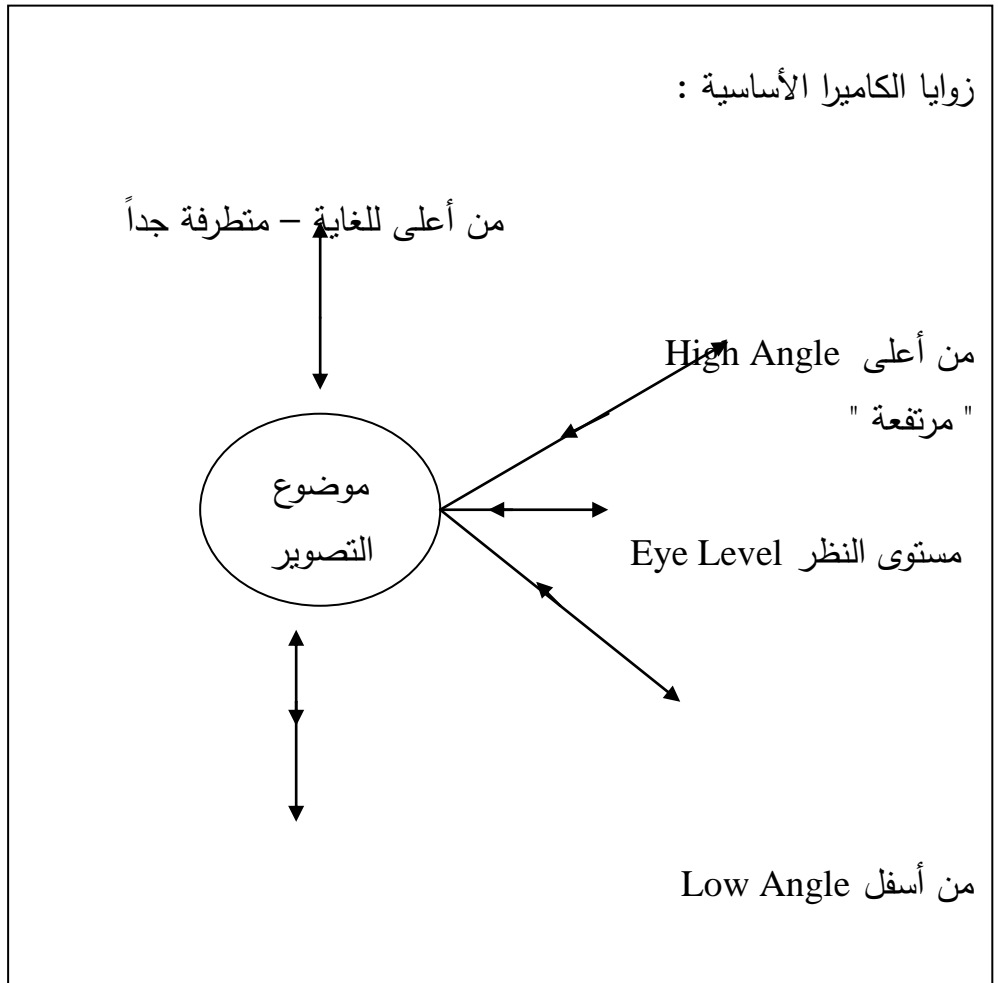 زوايا الكاميرا الأساسية :
من أعلى للغاية – متطرفة جداً
من أعلى High Angle
" مرتفعة "
موضوع
التصوير
مستوى النظر Eye Level
من أسفل Low Angle